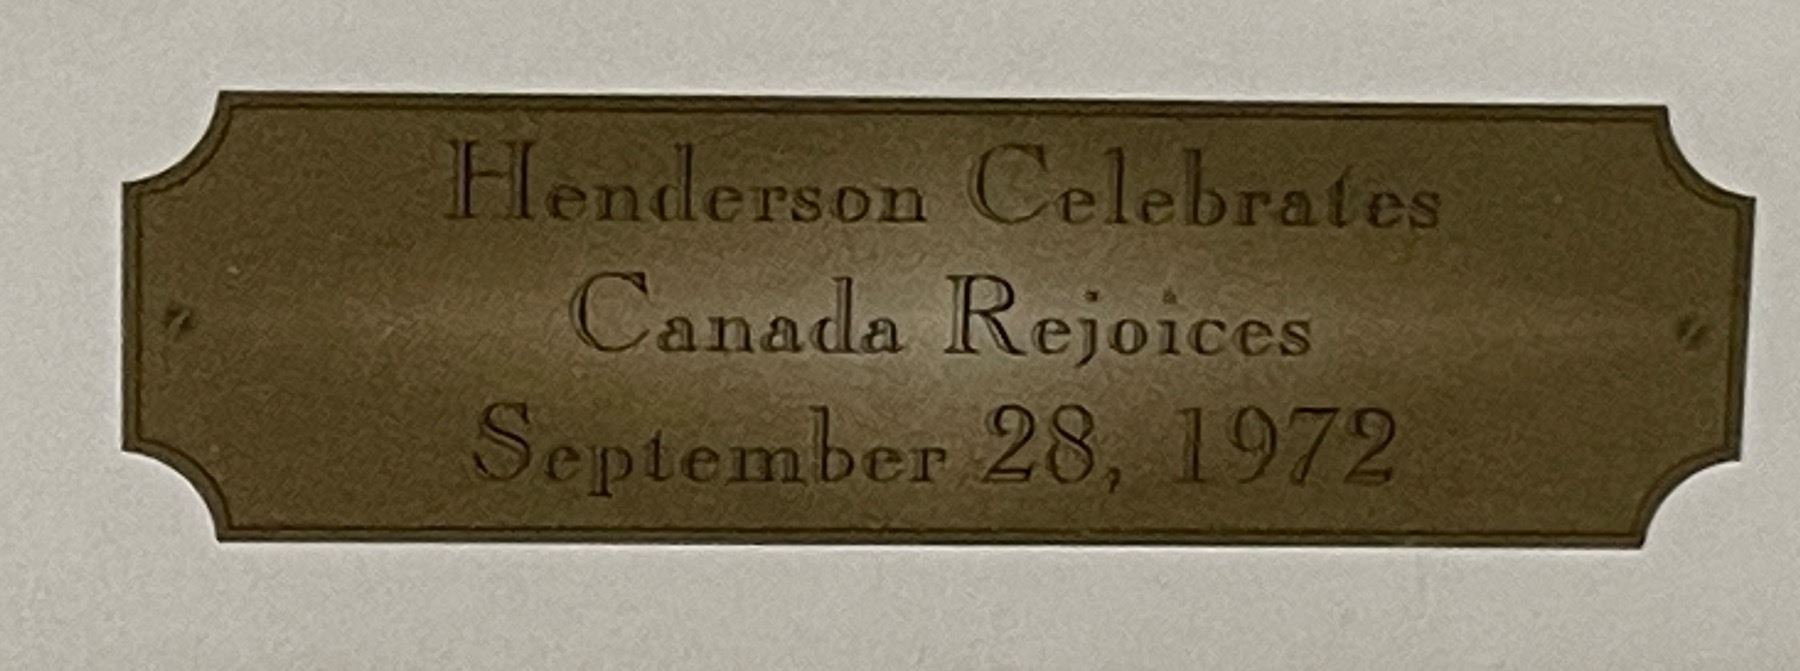 Henderson Celebrates
Canada Rejoices
September 28, 1972